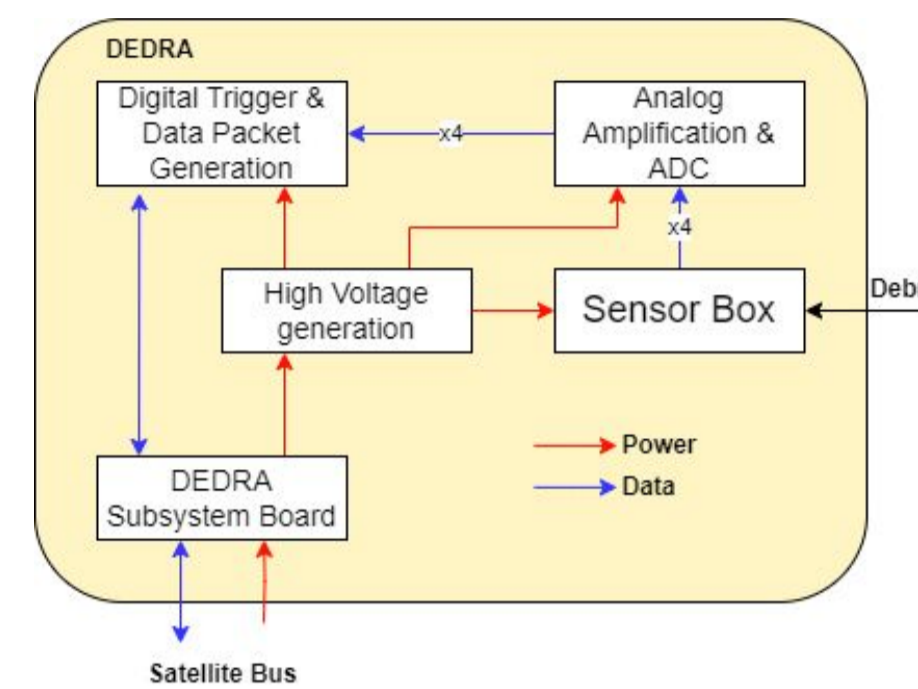 DEDRA
Digital Trigger &
Data Packet
Generation
x4
Analog
Amplification &
ADC
x4
High Voltage
generation
Sensor Box
Power
Data
DEDRA
Subsystem Board
Satellite Bus